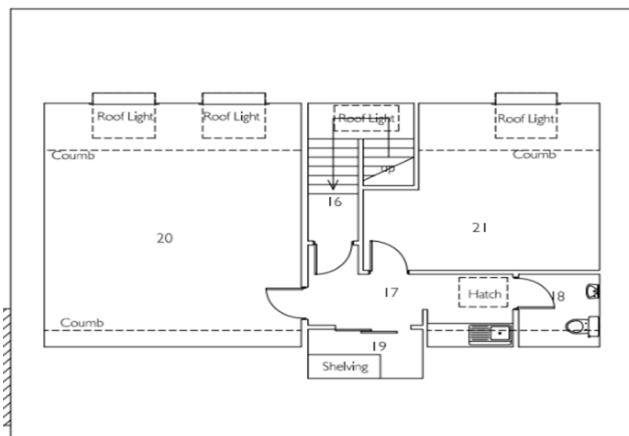 Roof Light
Roof Light
Roof Light
Roof Light
Coumb
Coumb
up
16
20
21
17
Hatch
18
Coumb
19
Shelving